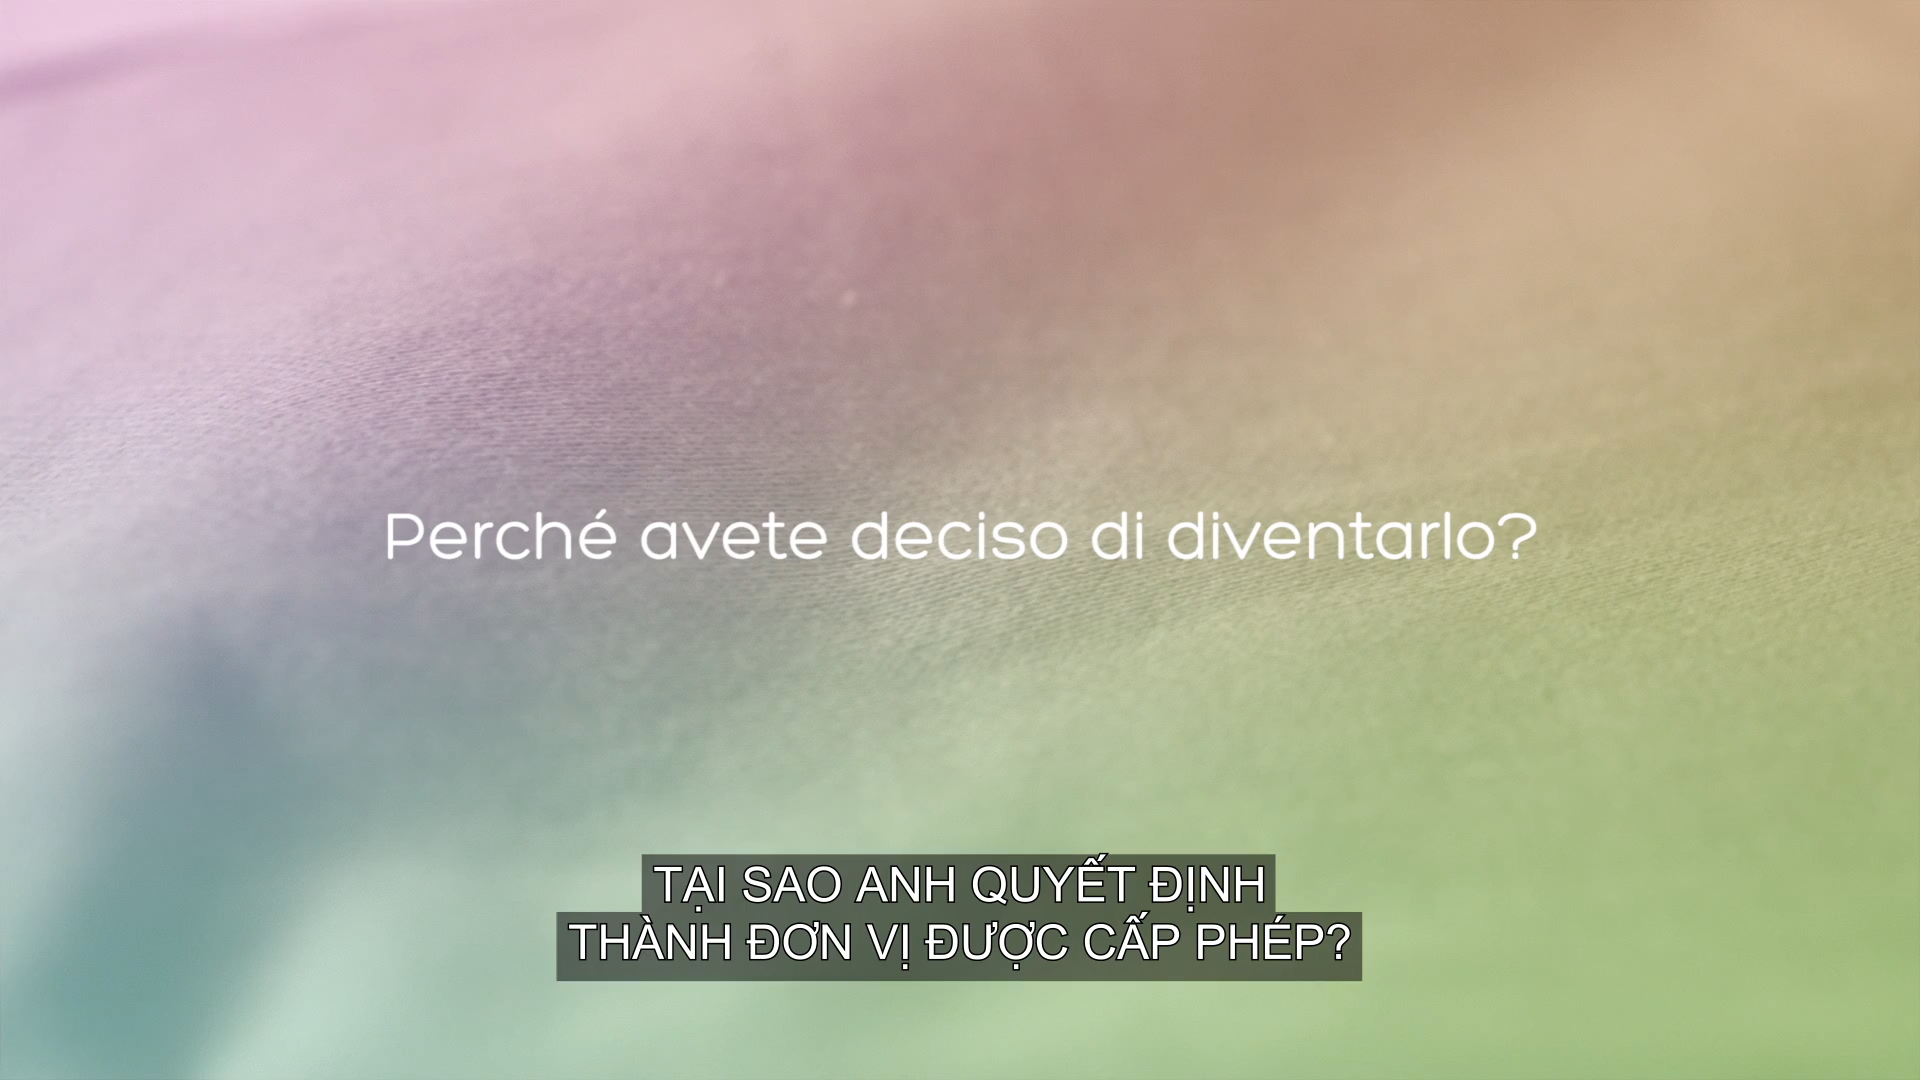 Perché avete deciso di diventarlo?
TẠI SAO ANH QUYẾT ĐỊNH
THÀNH ĐƠN VỊ ĐƯỢC CẤP PHÉP?